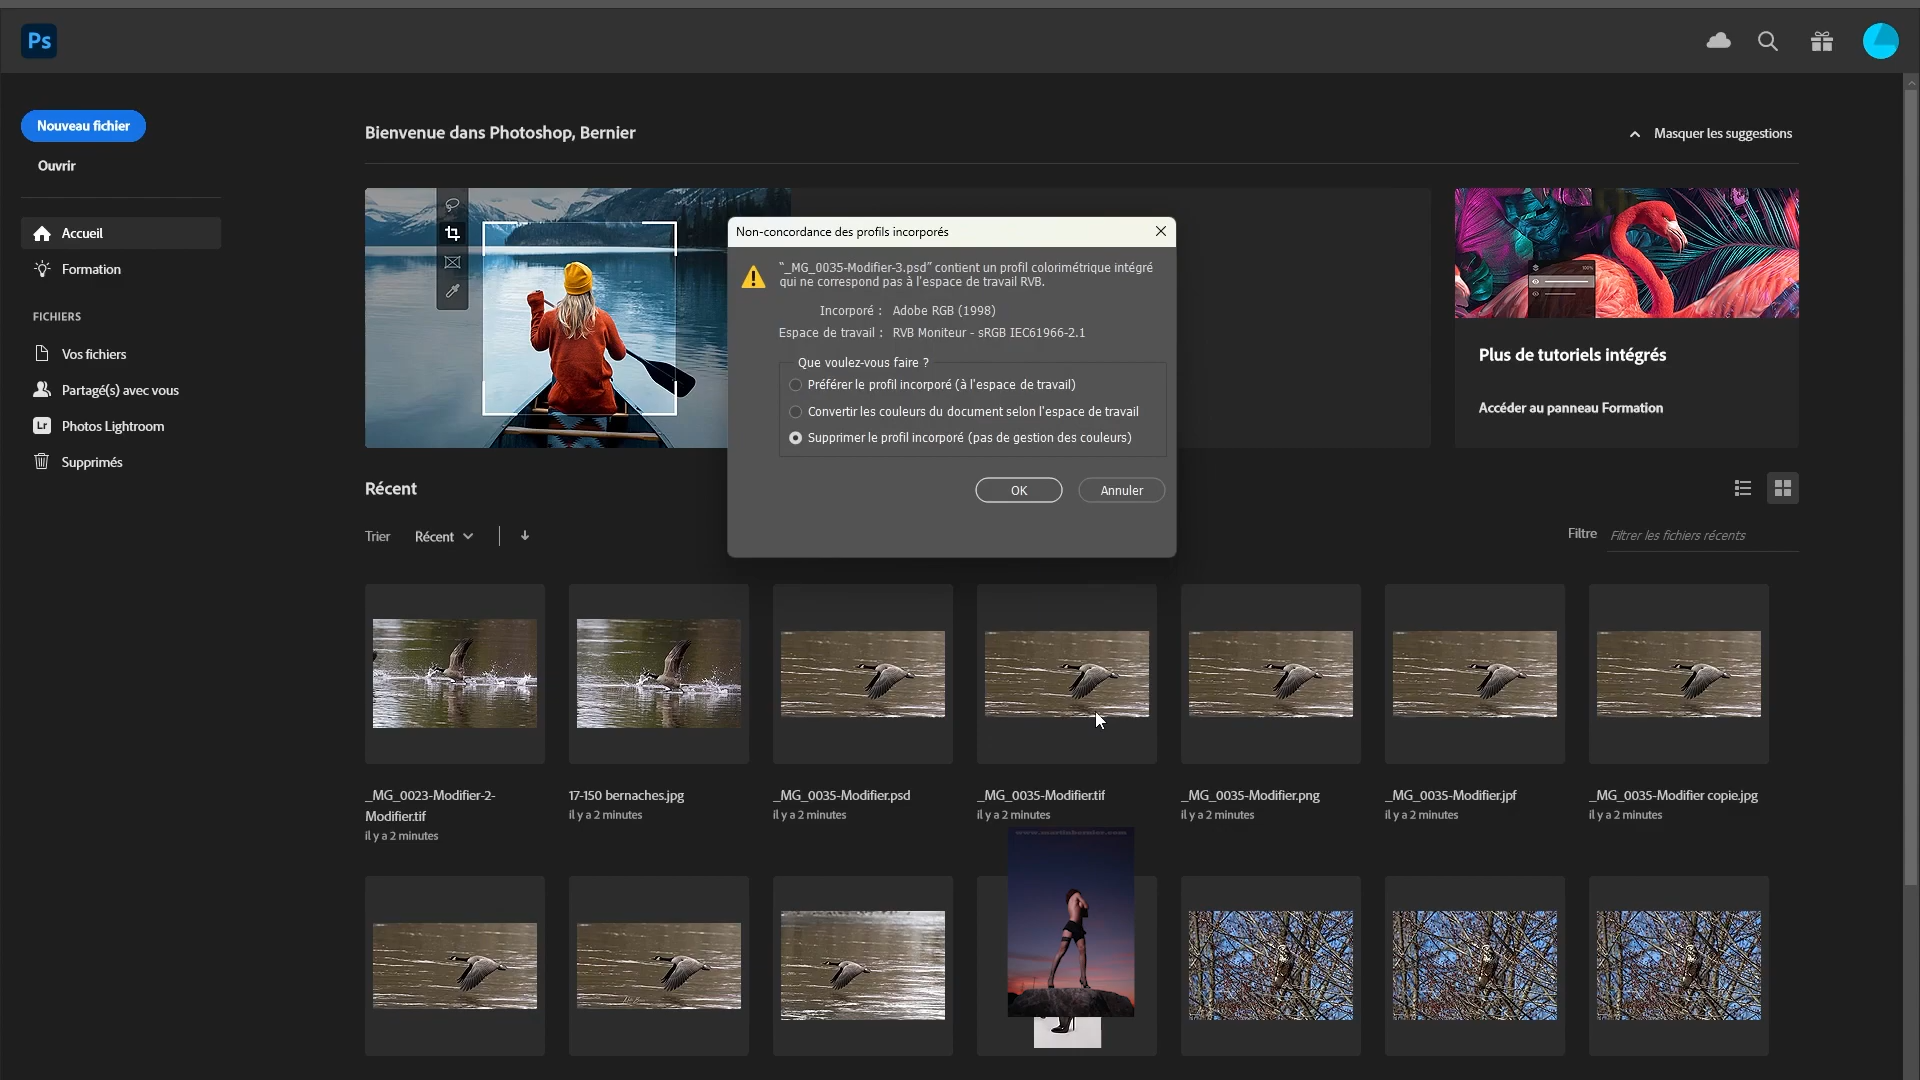 Ps
Nouveau fichier
Ouvrir
Accueil
Formation
FICHIERS
Vos fichiers
Partagé(s) avec vous
Lr Photos Lightroom
Supprimés
Bienvenue dans Photoshop, Bernier
Masquer les suggestions
Non-concordance des profils incorporés
“_MG_0035-Modifier-3.psd” contient un profil colorimétrique intégré
qui ne correspond pas à l'espace de travail RVB.
Incorporé : Adobe RGB (1998)
Espace de travail : RVB Moniteur - sRGB IEC61966-2.1
Que voulez-vous faire ?
Préférer le profil incorporé (à l'espace de travail)
Convertir les couleurs du document selon l'espace de travail
Supprimer le profil incorporé (pas de gestion des couleurs)
OK Annuler
100%
Plus de tutoriels intégrés
Accéder au panneau Formation
Récent
Trier Récent
Filtre Filtrer les fichiers récents
_MG_0023-Modifier-2-
Modifier.tif
il y a 2 minutes
17-150 bernaches.jpg
il y a 2 minutes
_MG_0035-Modifier.psd
il y a 2 minutes
_MG_0035-Modifier.tif
il y a 2 minutes
_MG_0035-Modifier.png
il y a 2 minutes
_MG_0035-Modifier.jpf
il y a 2 minutes
_MG_0035-Modifier copie.jpg
il y a 2 minutes